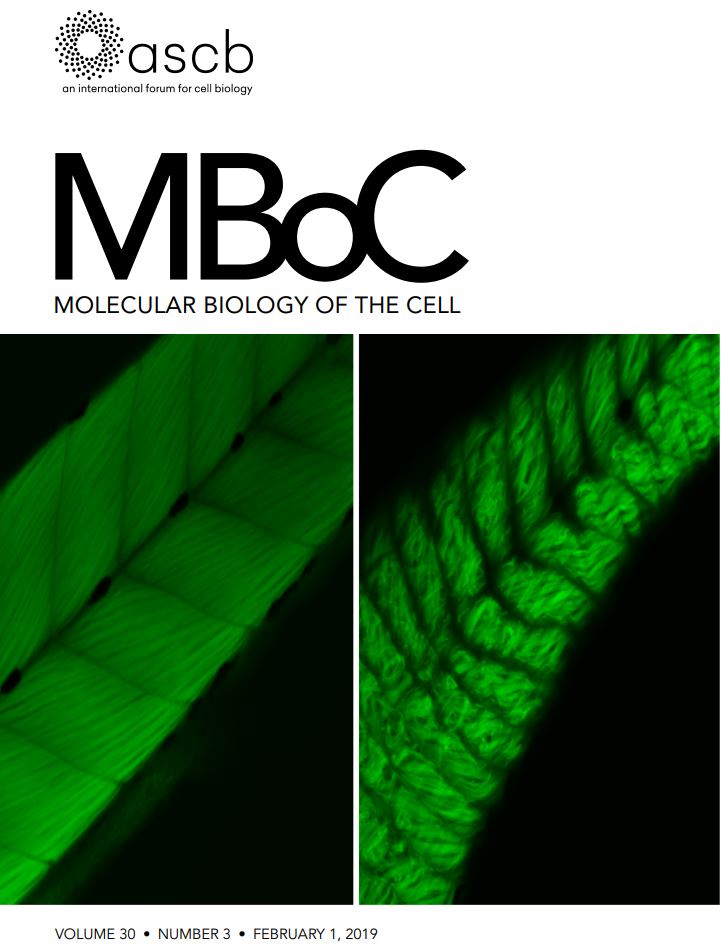 ascb
an international forum for cell biology
MBoC
MOLECULAR BIOLOGY OF THE CELL
VOLUME 30 • NUMBER 3 • FEBRUARY 1, 2019